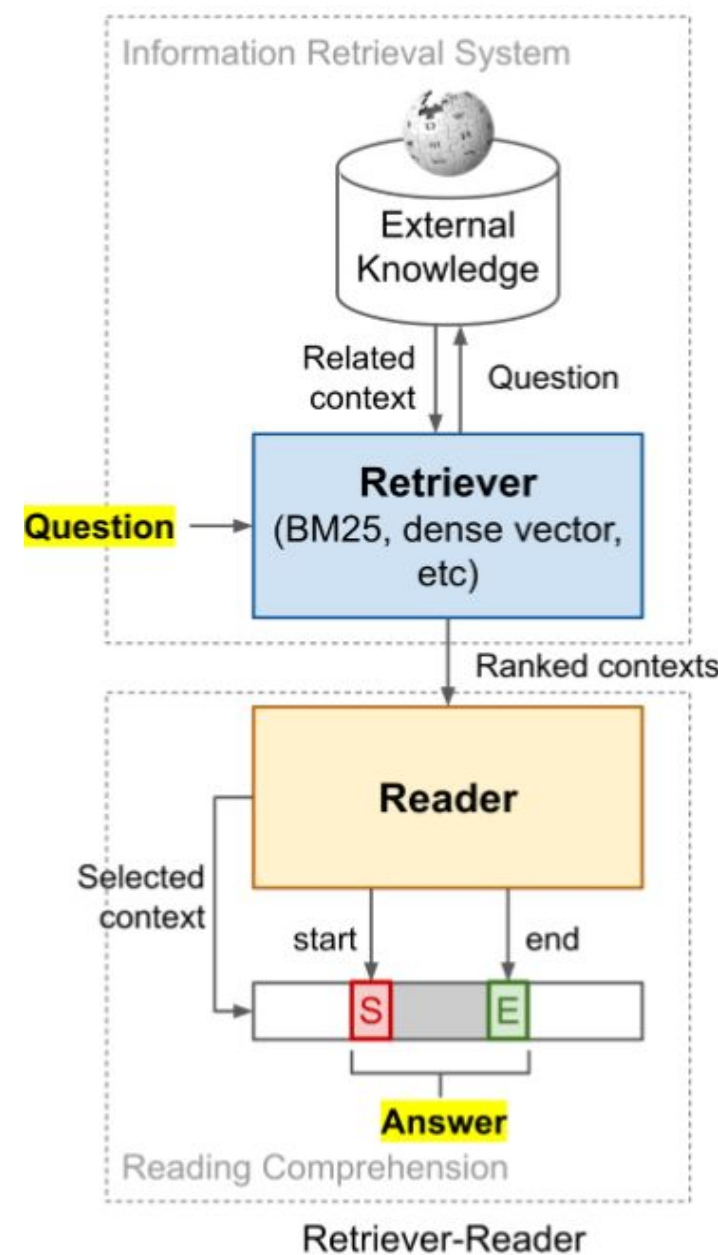 Information Retrieval System
External
Knowledge
Related
context
Question
Retriever
(BM25, dense vector,
etc)
Question
Ranked contexts
Reader
Selected
context
start
end
S
E
Answer
Reading Comprehension
Retriever-Reader